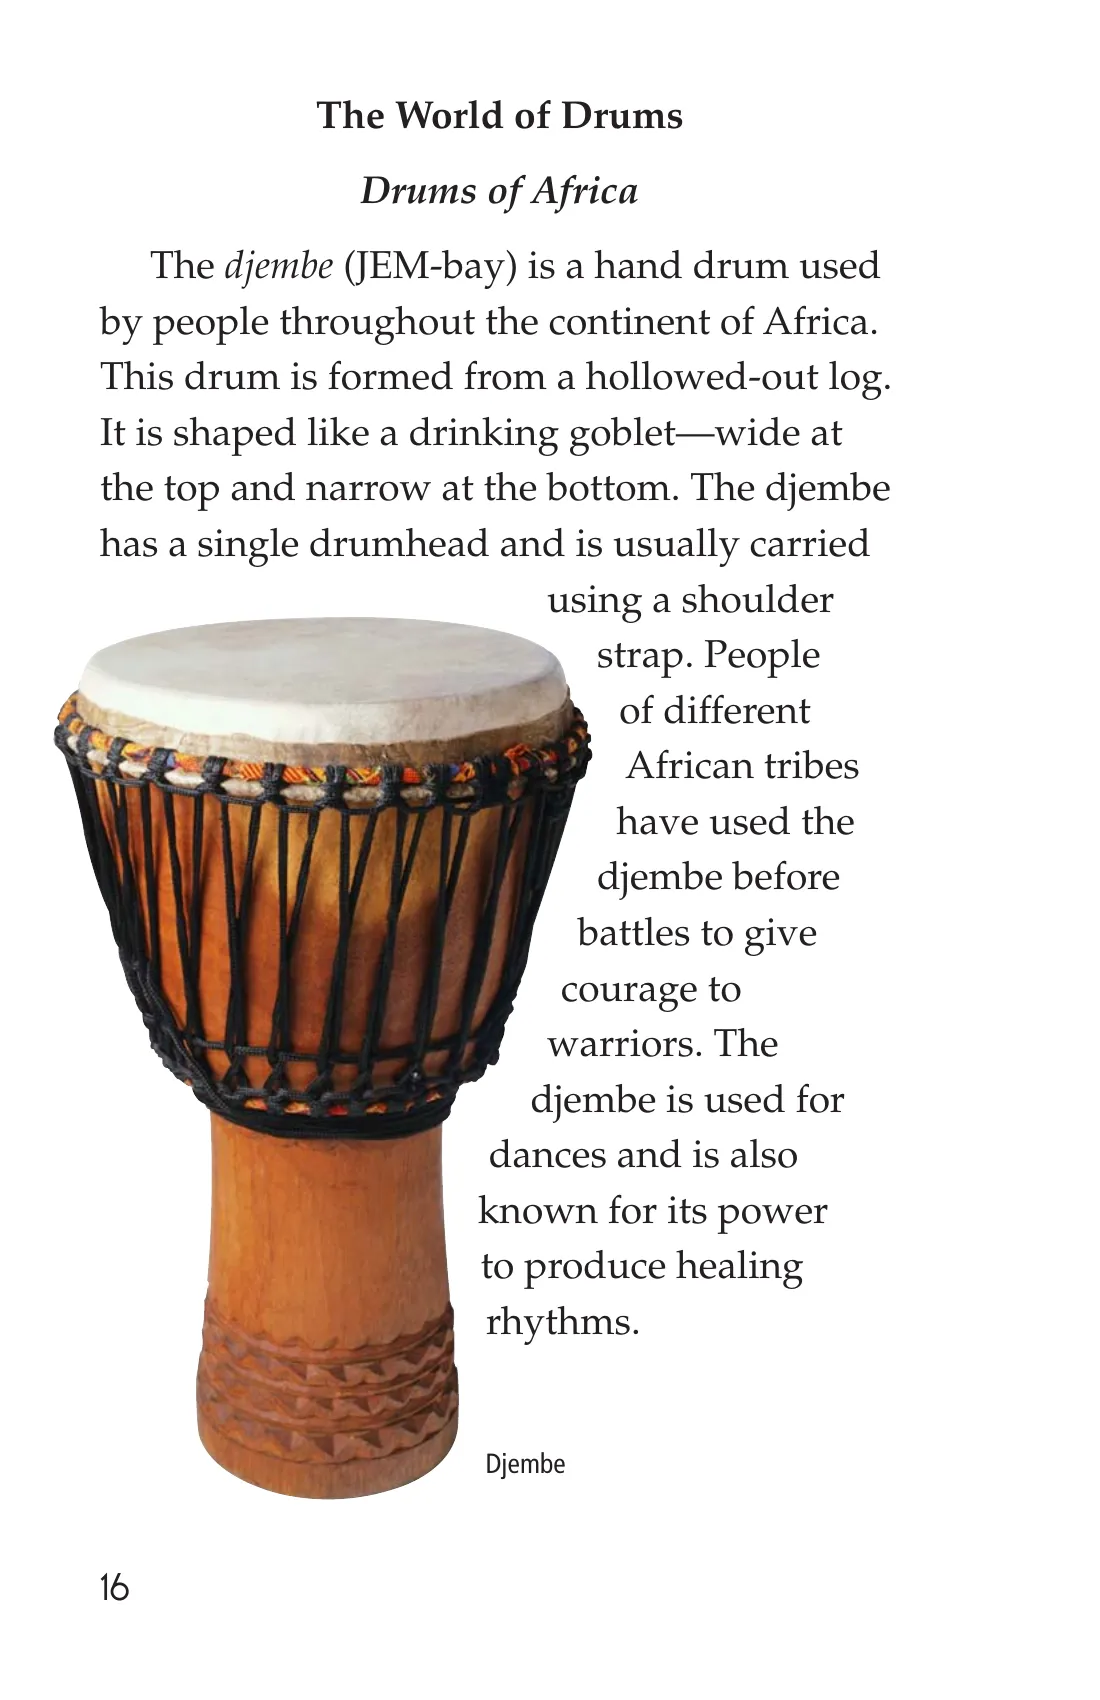 The World of Drums
Drums of Africa
The djembe (JEM-bay) is a hand drum used
by people throughout the continent of Africa.
This drum is formed from a hollowed-out log.
It is shaped like a drinking goblet—wide at
the top and narrow at the bottom. The djembe
has a single drumhead and is usually carried
using a shoulder
strap. People
of different
African tribes
have used the
djembe before
battles to give
courage to
warriors. The
djembe is used for
dances and is also
known for its power
to produce healing
rhythms.
Djembe
16